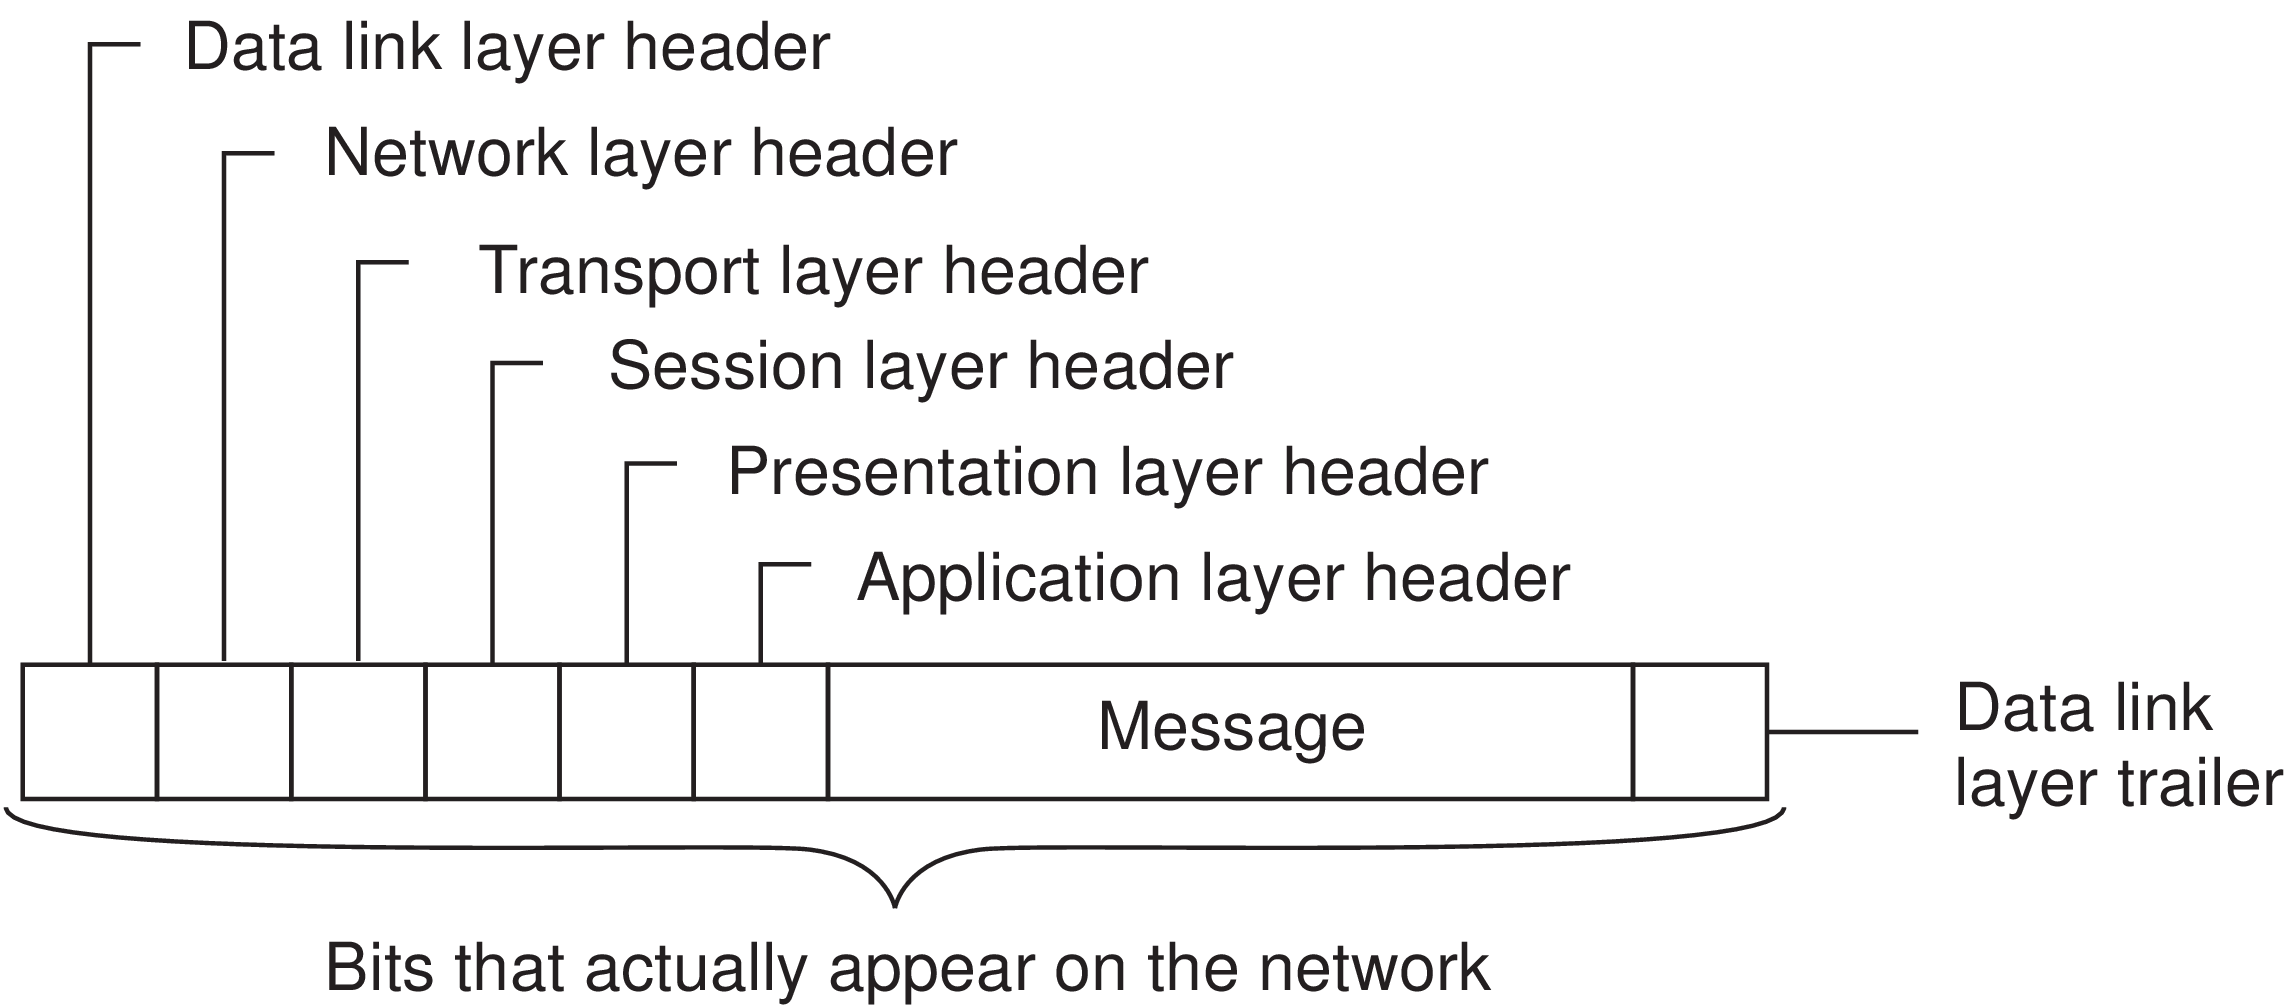 Data link layer header
Network layer header
Transport layer header
Session layer header
Presentation layer header
Application layer header
Message
Data link
layer trailer
Bits that actually appear on the network